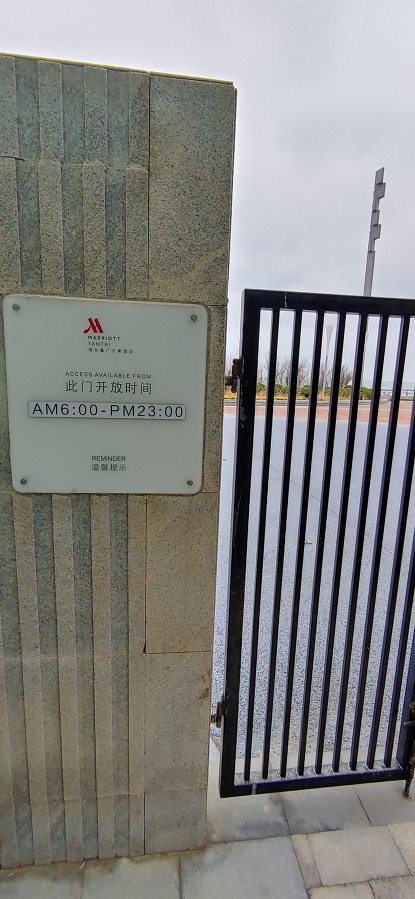 MARRIOTT
YANTAI
ACCESS AVAILABLE FROM
此门开放时间
AM6:00-PM23:00
REMINDER
温馨提示